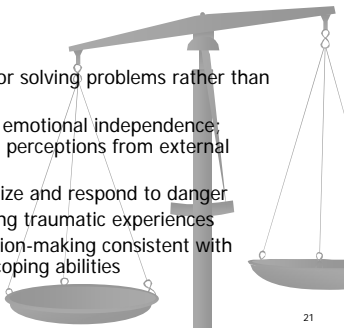 or solving problems rather than
emotional independence;
perceptions from external
ize and respond to danger
ng traumatic experiences
ion-making consistent with
coping abilities
21